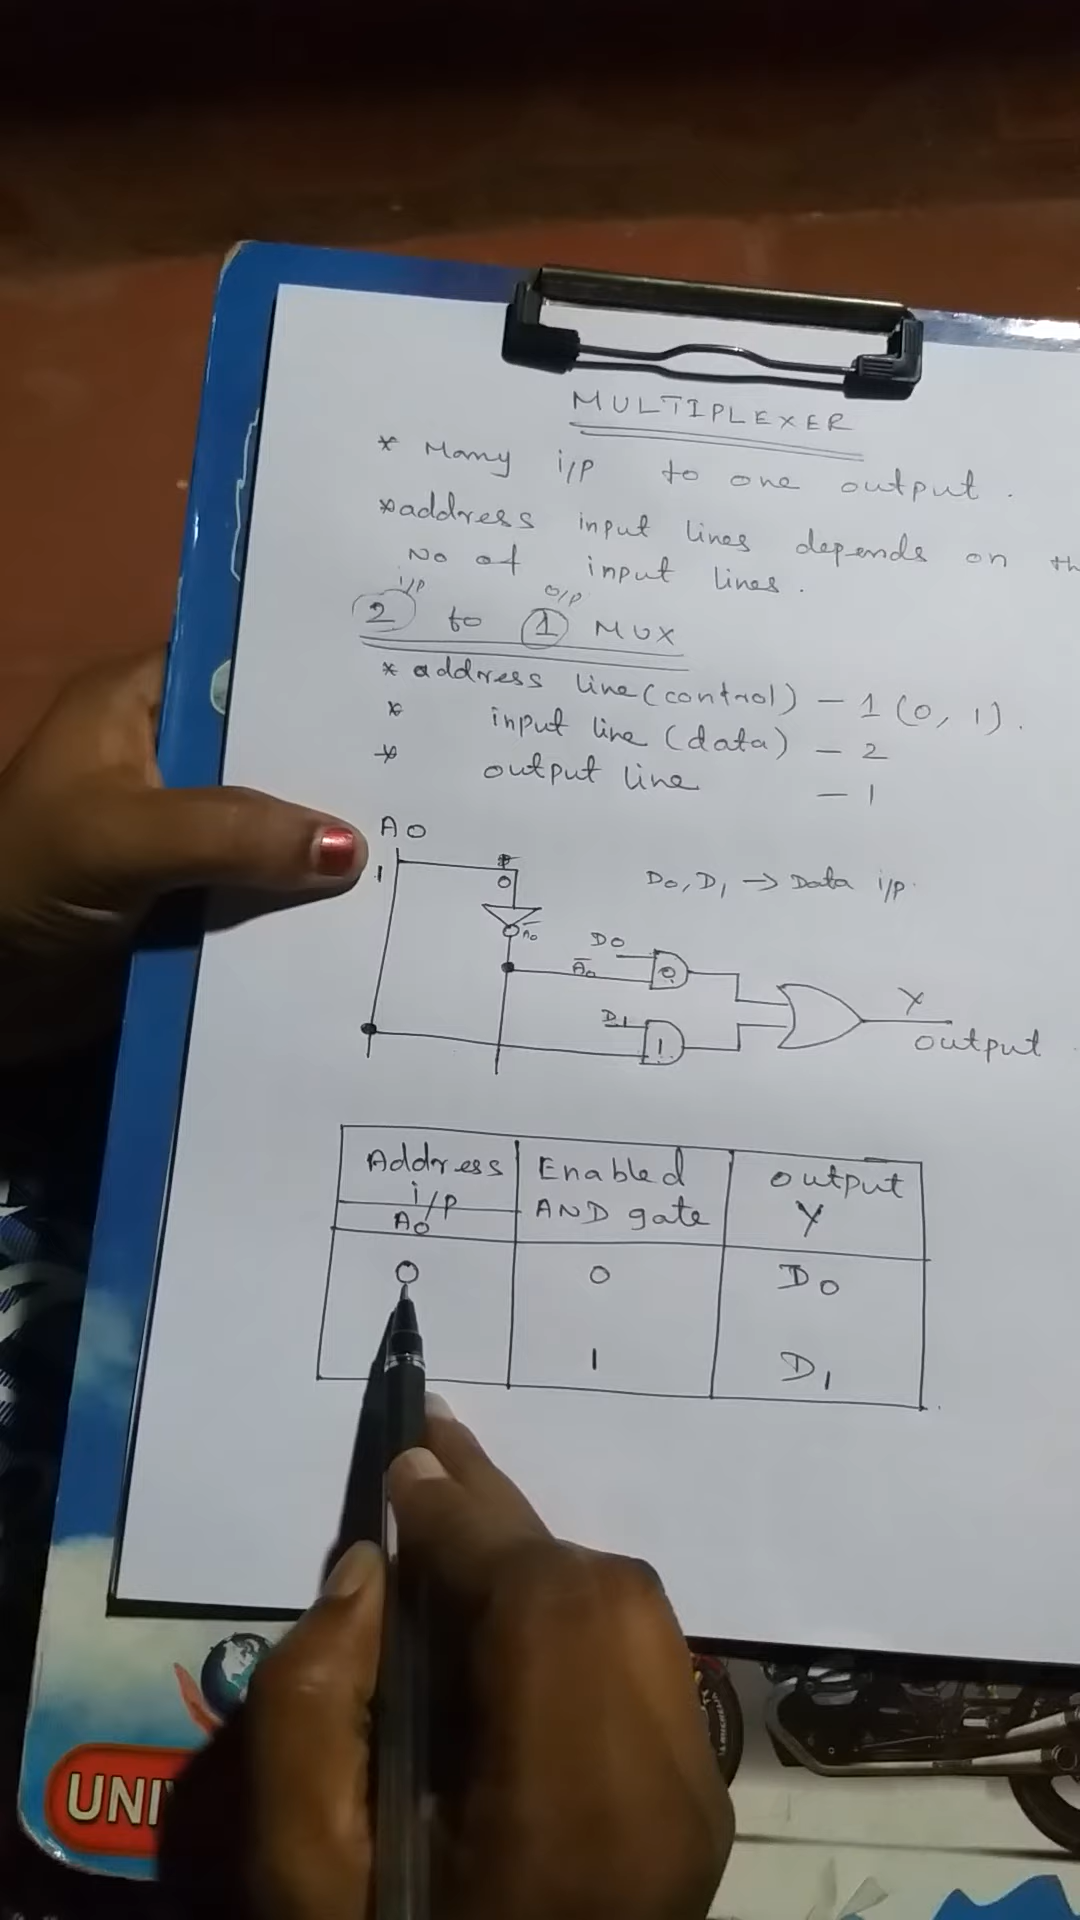 MULTIPLEXER
* Many i/p to one output.
* address input lines depends on th
No of input lines.
i/p o/p
2 to 1 MUX
* address line (control) - 1 (0, 1).
* input line (data) - 2
* output line - 1
A0
1
0
A̅0
D0, D1 → Data i/p.
D0
A̅0
0
D1
1
Y
output
Address i/p Enabled AND gate output Y
A0
0 0 D0
1 D1
UNI